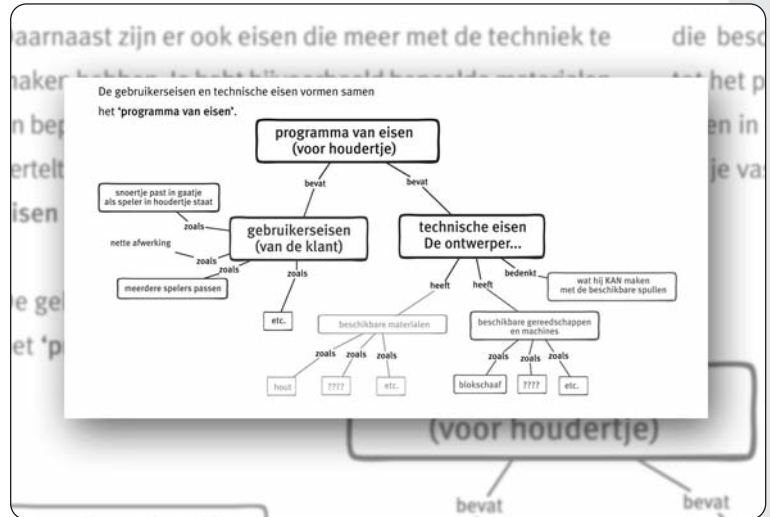 aarnaast zijn er ook eisen die meer met de techniek te
die besc
maken
tot het p
n bep
en in
ertelt
je vas
isen
De gebruikerseisen en technische eisen vormen samen
het 'programma van eisen'.
programma van eisen
(voor houdertje)
bevat
bevat
snoertje past in gaatje
als speler in houdertje staat
zoals
gebruikerseisen
(van de klant)
technische eisen
De ontwerper...
nette afwerking
zoals
zoals
meerdere spelers passen
zoals
heeft
heeft
bedenkt
wat hij KAN maken
met de beschikbare spullen
etc.
beschikbare materialen
beschikbare gereedschappen
en machines
zoals
zoals
zoals
zoals
zoals
zoals
hout
????
etc.
blokschaaf
????
etc.
e ge
et 'p
(voor houdertje)
bevat
bevat